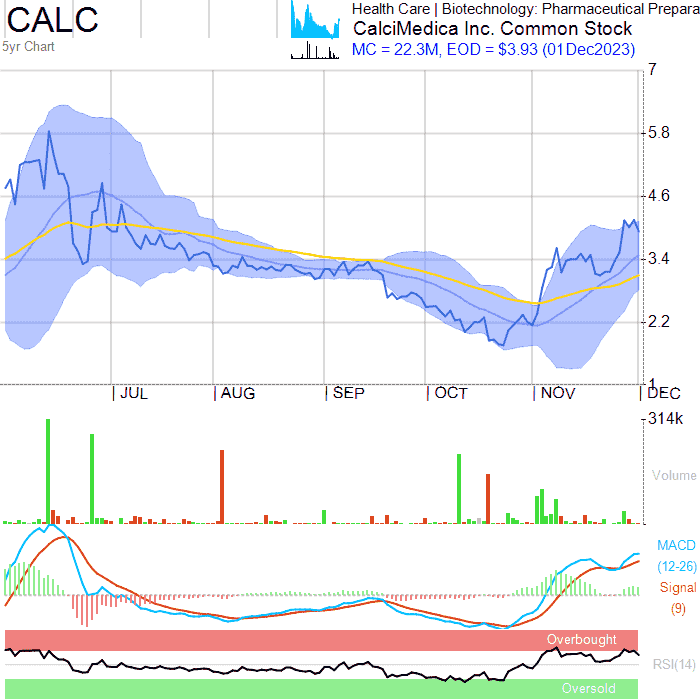 CALC
5yr Chart
Health Care | Biotechnology: Pharmaceutical Prepara
CalciMedica Inc. Common Stock
MC = 22.3M, EOD = $3.93 (01Dec2023)
7
5.8
4.6
3.4
2.2
1
JUL
AUG
SEP
OCT
NOV
DEC
314k
Volume
MACD
(12-26)
Signal
(9)
Overbought
RSI(14)
Oversold